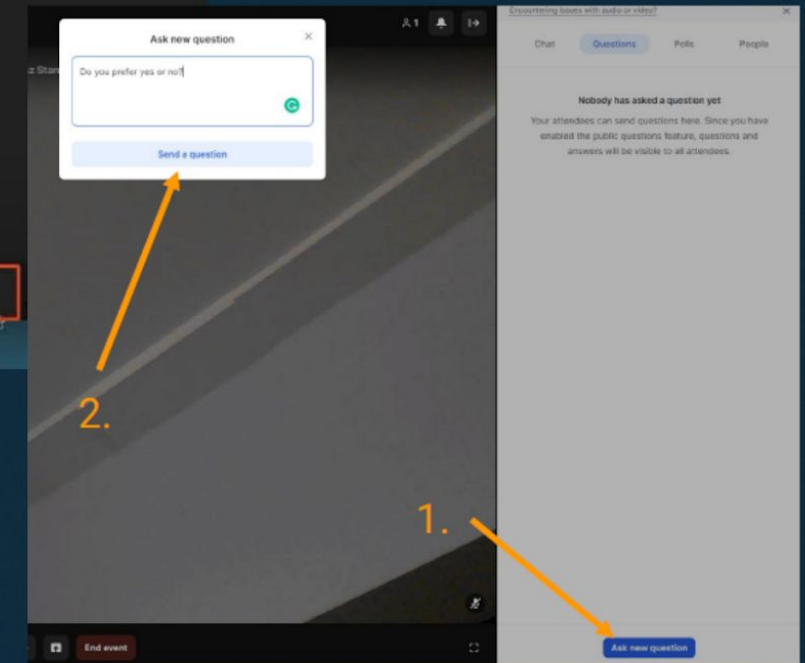 Ask new question
Do you prefer yes or no?
Send a question
2.
1.
1
z Stan
End event
Encountering issues with audio or video?
Chat Questions Polls People
Nobody has asked a question yet
Your attendees can send questions here. Since you have
enabled the public questions feature, questions and
answers will be visible to all attendees.
Ask new question